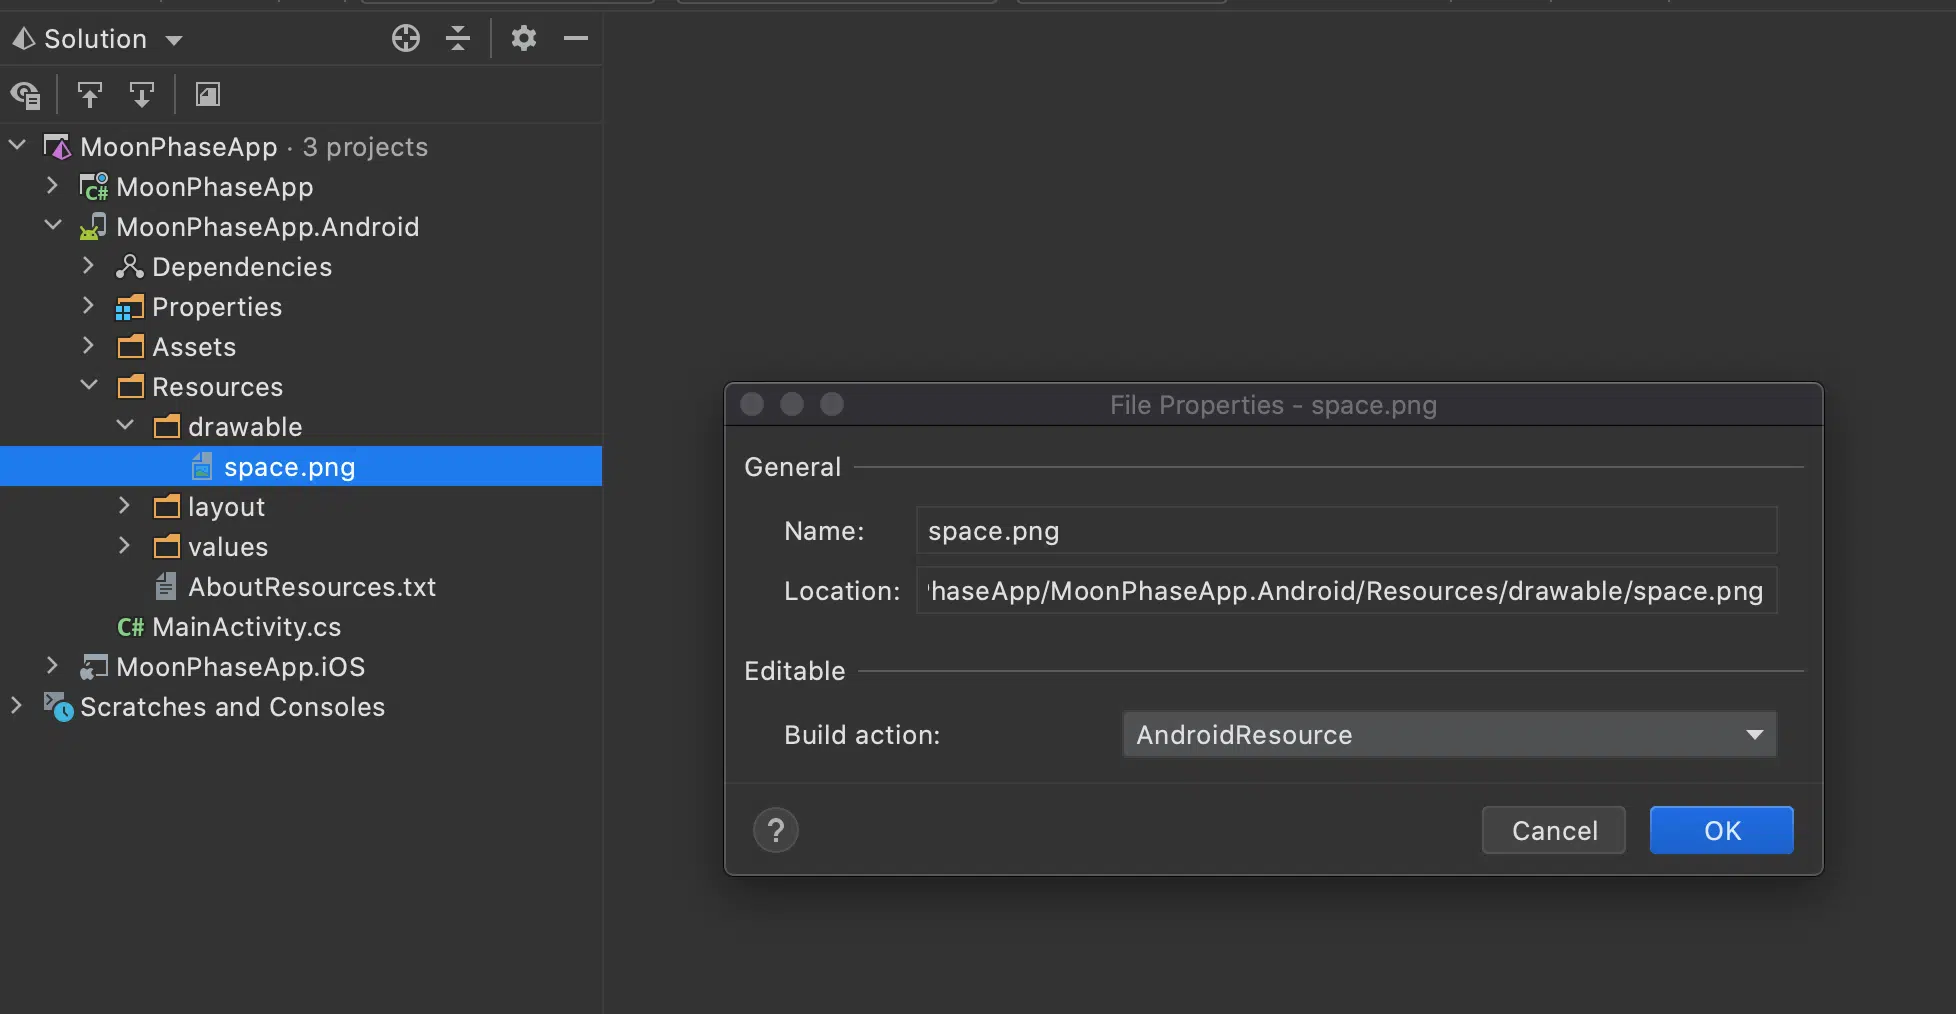 Solution
MoonPhaseApp · 3 projects
C# MoonPhaseApp
MoonPhaseApp.Android
Dependencies
Properties
Assets
Resources
drawable
space.png
layout
values
AboutResources.txt
C# MainActivity.cs
MoonPhaseApp.iOS
Scratches and Consoles
File Properties - space.png
General
Name: space.png
Location: haseApp/MoonPhaseApp.Android/Resources/drawable/space.png
Editable
Build action: AndroidResource
? Cancel OK